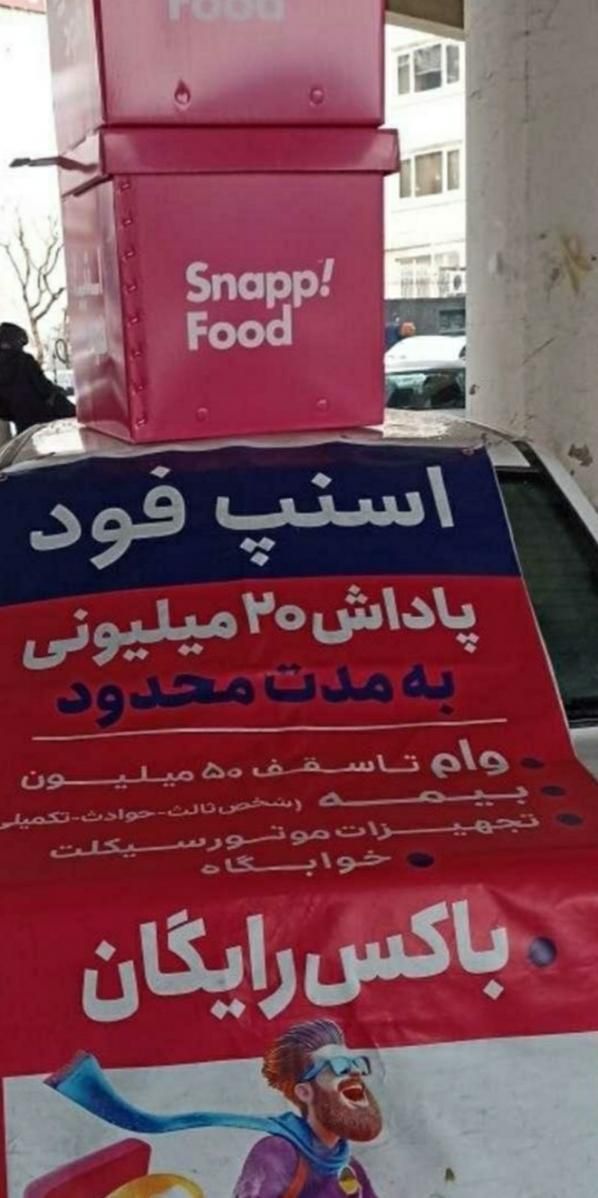 Food
Snapp!
Food
اسنپ فود
پاداش ۲۰ میلیونی
به مدت محدود
وام تا سقف ۵۰ میلیون
بیمه (شخص ثالث-حوادث-تکمیلی
تجهیزات موتورسیکلت
خوابگاه
باکس رایگان